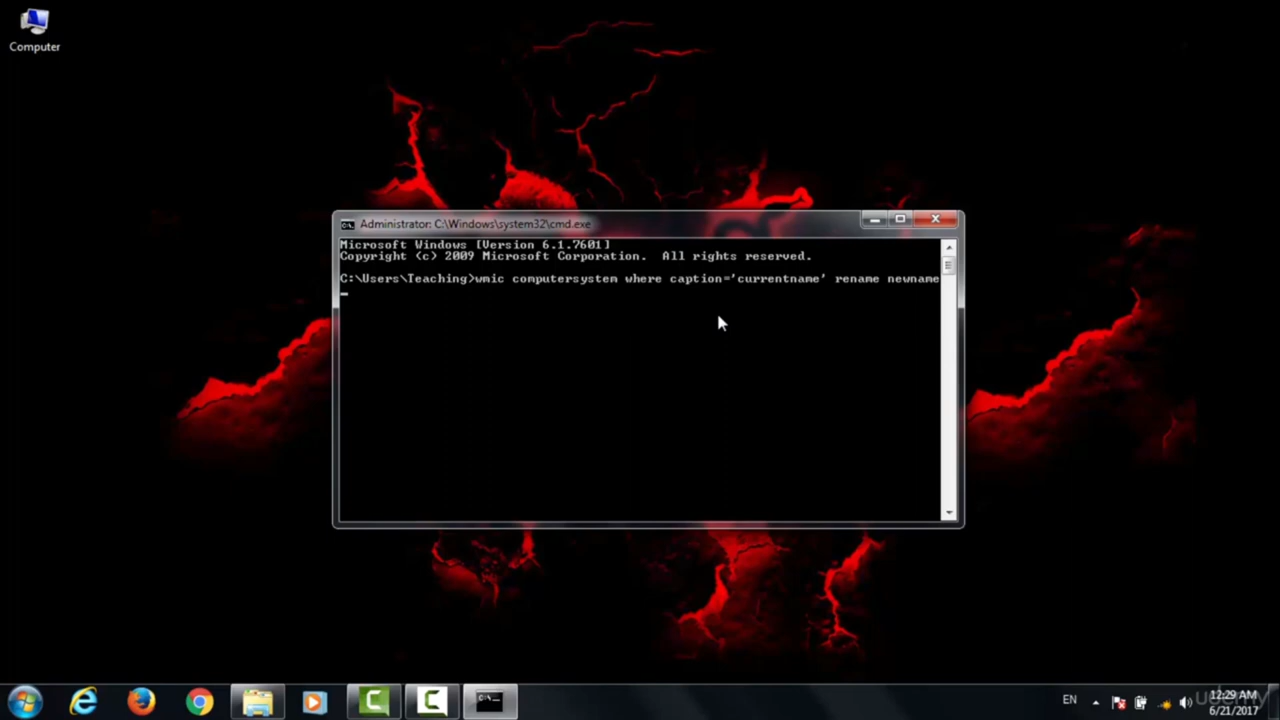 Computer
Administrator: C:\Windows\system32\cmd.exe
Microsoft Windows [Version 6.1.7601]
Copyright (c) 2009 Microsoft Corporation.  All rights reserved.
C:\Users\Teaching>wmic computersystem where caption='currentname' rename newname
EN
12:29 AM
6/21/2017
udemy